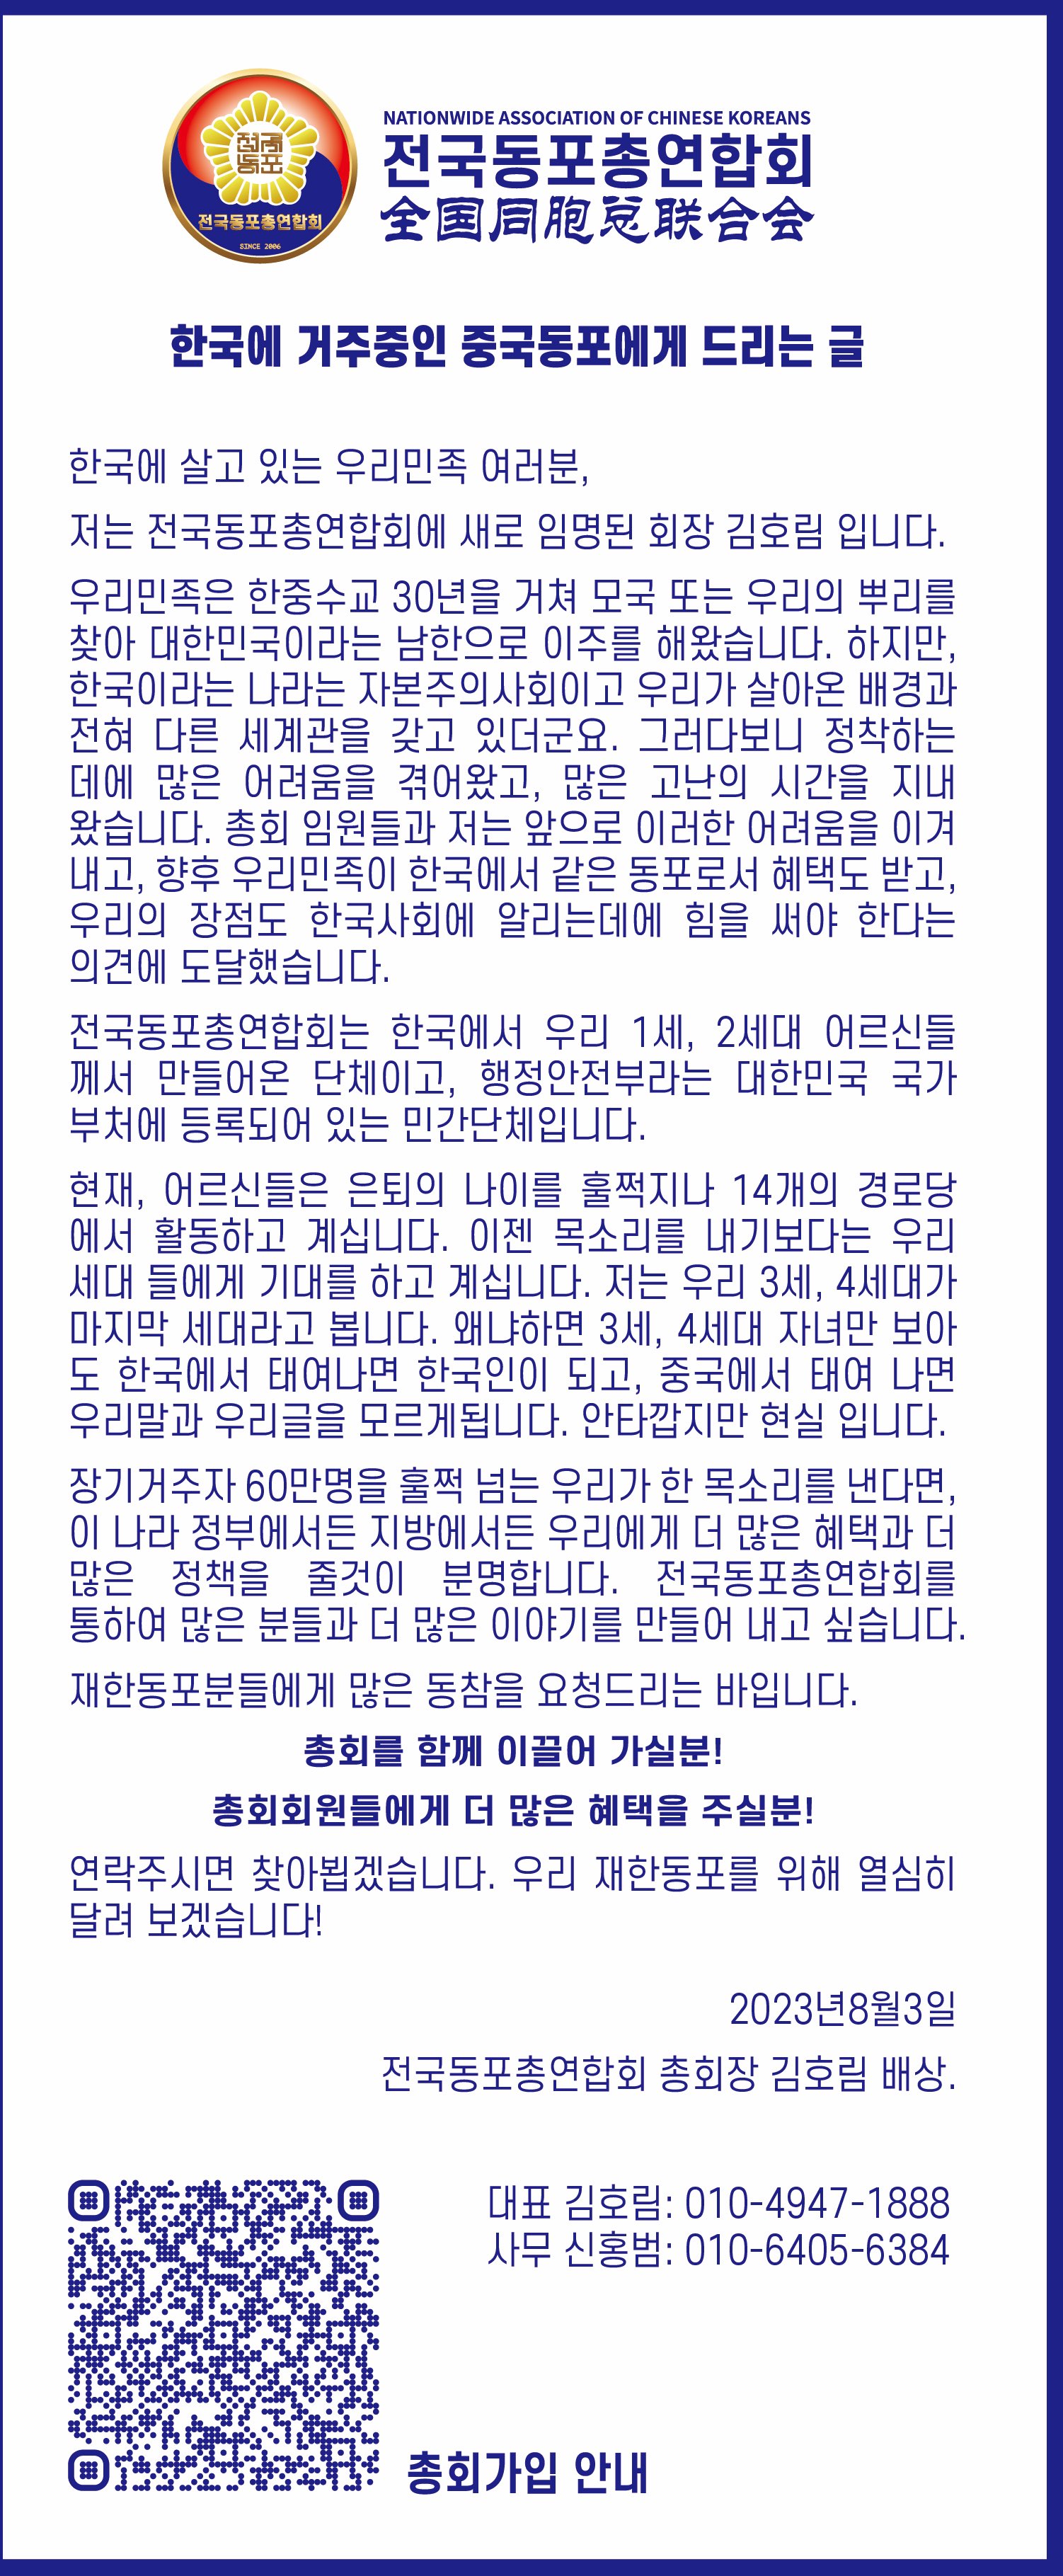 전국
동포
전국동포총연합회
SINCE 2006
NATIONWIDE ASSOCIATION OF CHINESE KOREANS
전국동포총연합회
全国同胞总联合会
한국에 거주중인 중국동포에게 드리는 글
한국에 살고 있는 우리민족 여러분,
저는 전국동포총연합회에 새로 임명된 회장 김호림 입니다.
우리민족은 한중수교 30년을 거쳐 모국 또는 우리의 뿌리를
찾아 대한민국이라는 남한으로 이주를 해왔습니다. 하지만,
한국이라는 나라는 자본주의사회이고 우리가 살아온 배경과
전혀 다른 세계관을 갖고 있더군요. 그러다보니 정착하는
데에 많은 어려움을 겪어왔고, 많은 고난의 시간을 지내
왔습니다. 총회 임원들과 저는 앞으로 이러한 어려움을 이겨
내고, 향후 우리민족이 한국에서 같은 동포로서 혜택도 받고,
우리의 장점도 한국사회에 알리는데에 힘을 써야 한다는
의견에 도달했습니다.
전국동포총연합회는 한국에서 우리 1세, 2세대 어르신들
께서 만들어온 단체이고, 행정안전부라는 대한민국 국가
부처에 등록되어 있는 민간단체입니다.
현재, 어르신들은 은퇴의 나이를 훌쩍지나 14개의 경로당
에서 활동하고 계십니다. 이젠 목소리를 내기보다는 우리
세대 들에게 기대를 하고 계십니다. 저는 우리 3세, 4세대가
마지막 세대라고 봅니다. 왜냐하면 3세, 4세대 자녀만 보아
도 한국에서 태여나면 한국인이 되고, 중국에서 태여 나면
우리말과 우리글을 모르게됩니다. 안타깝지만 현실 입니다.
장기거주자 60만명을 훌쩍 넘는 우리가 한 목소리를 낸다면,
이 나라 정부에서든 지방에서든 우리에게 더 많은 혜택과 더
많은 정책을 줄것이 분명합니다. 전국동포총연합회를
통하여 많은 분들과 더 많은 이야기를 만들어 내고 싶습니다.
재한동포분들에게 많은 동참을 요청드리는 바입니다.
총회를 함께 이끌어 가실분!
총회회원들에게 더 많은 혜택을 주실분!
연락주시면 찾아뵙겠습니다. 우리 재한동포를 위해 열심히
달려 보겠습니다!
2023년8월3일
전국동포총연합회 총회장 김호림 배상.
대표 김호림: 010-4947-1888
사무 신홍범: 010-6405-6384
총회가입 안내